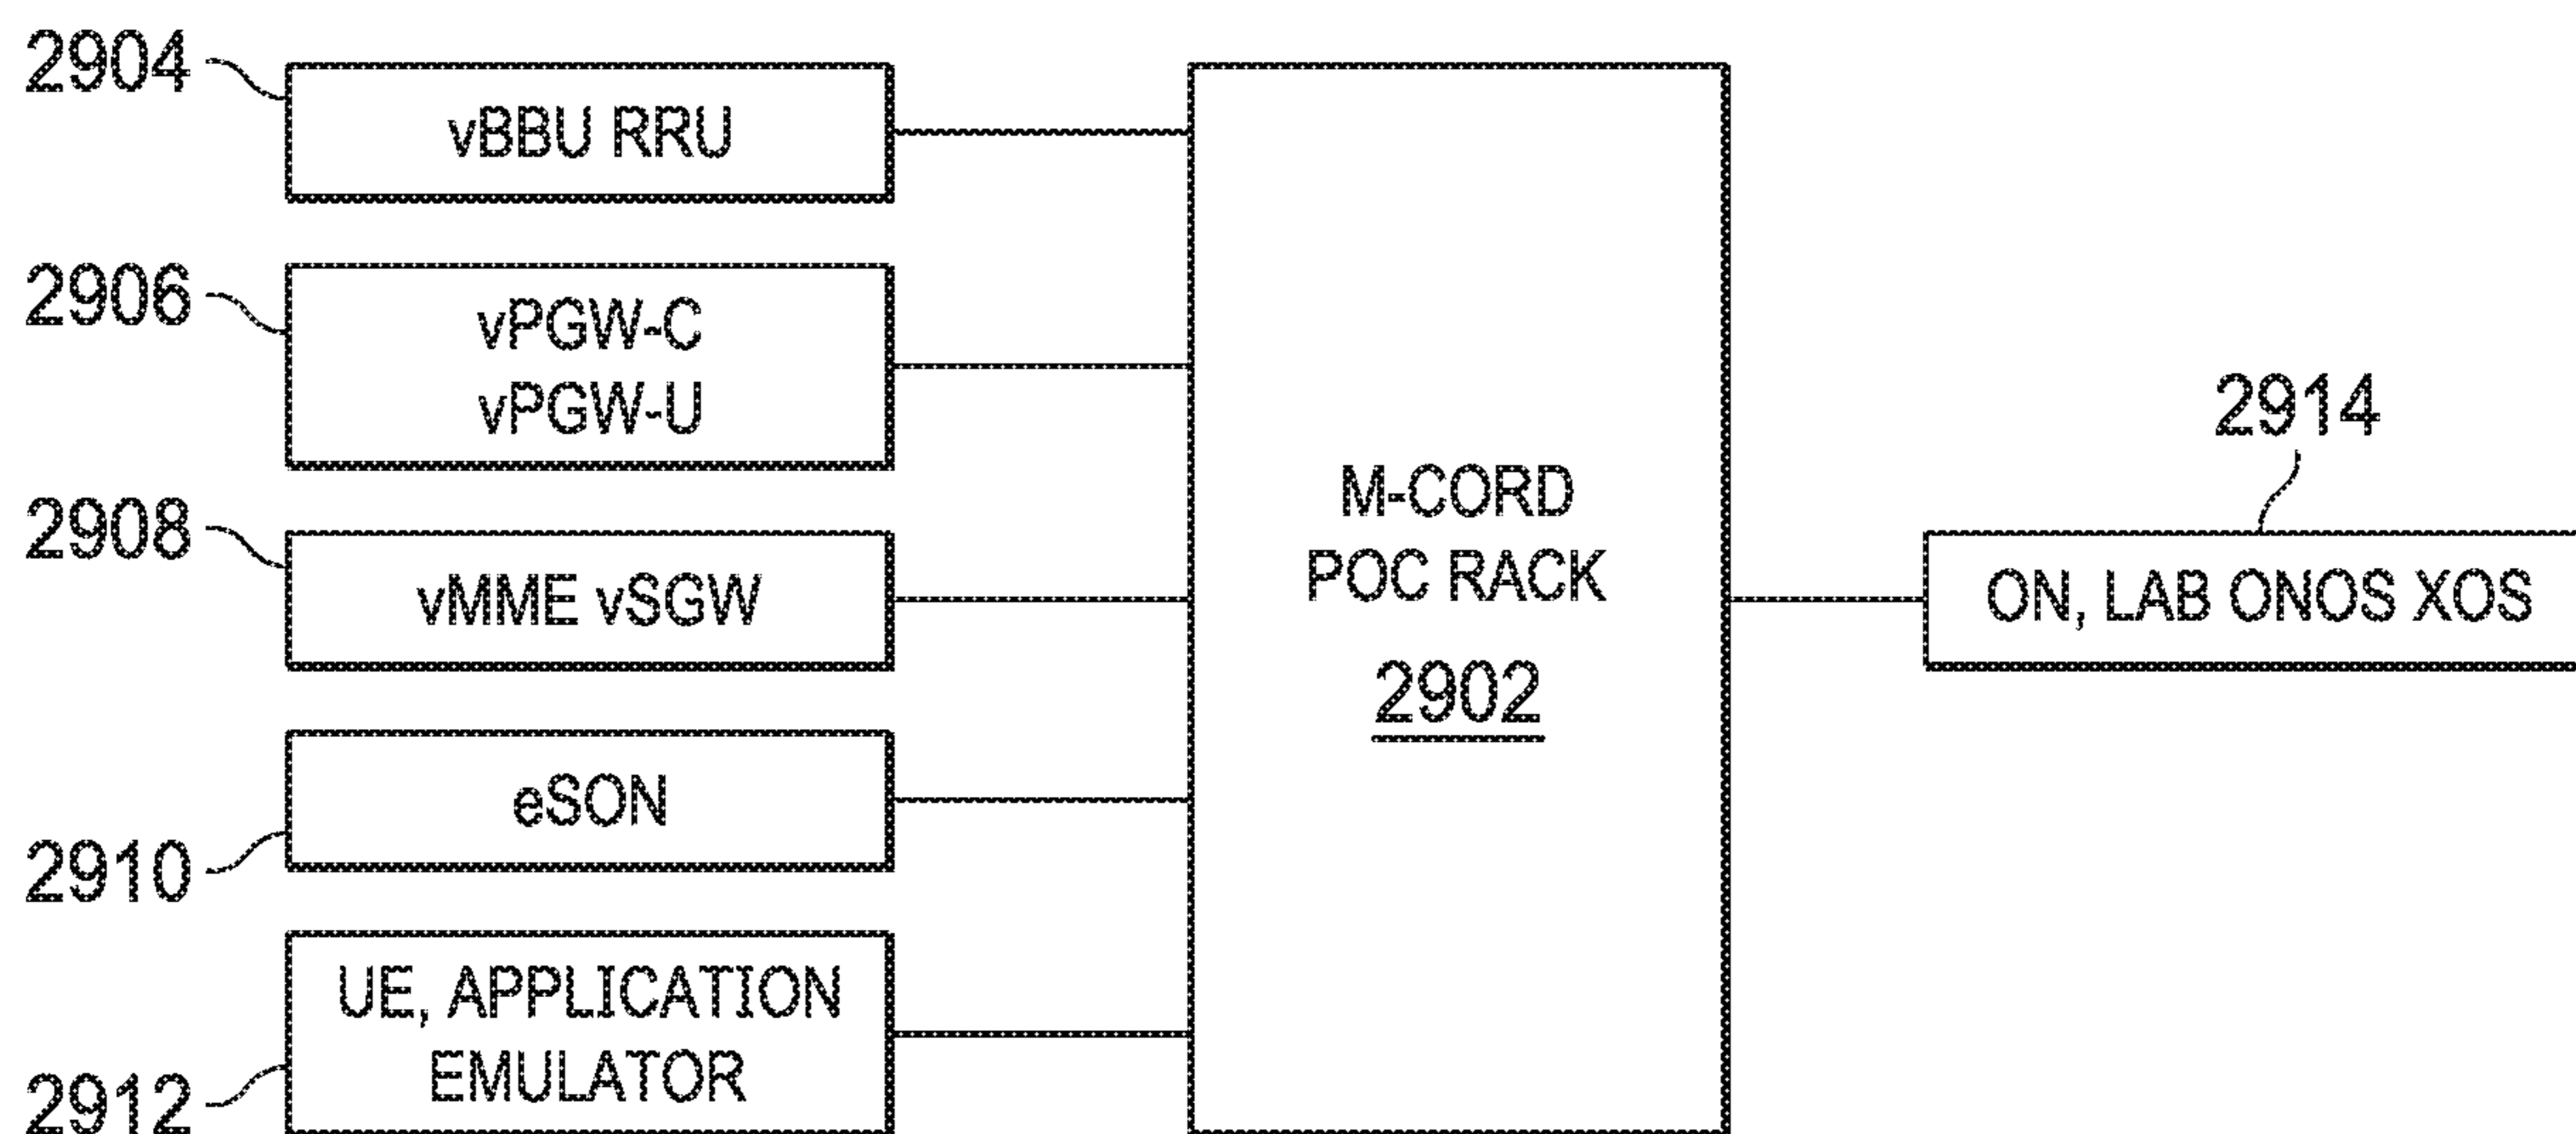 2904
vBBU RRU
2906
vPGW-C
vPGW-U
2908
vMME vSGW
2910
eSON
2912
UE, APPLICATION
EMULATOR
M-CORD
POC RACK
2902
2914
ON, LAB ONOS XOS